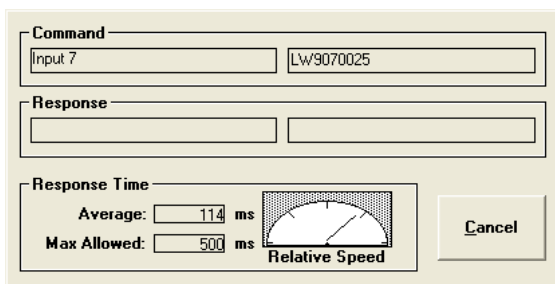 Command
Input 7 LW9070025
Response
Response Time
Average: 114 ms
Max Allowed: 500 ms
Relative Speed
Cancel